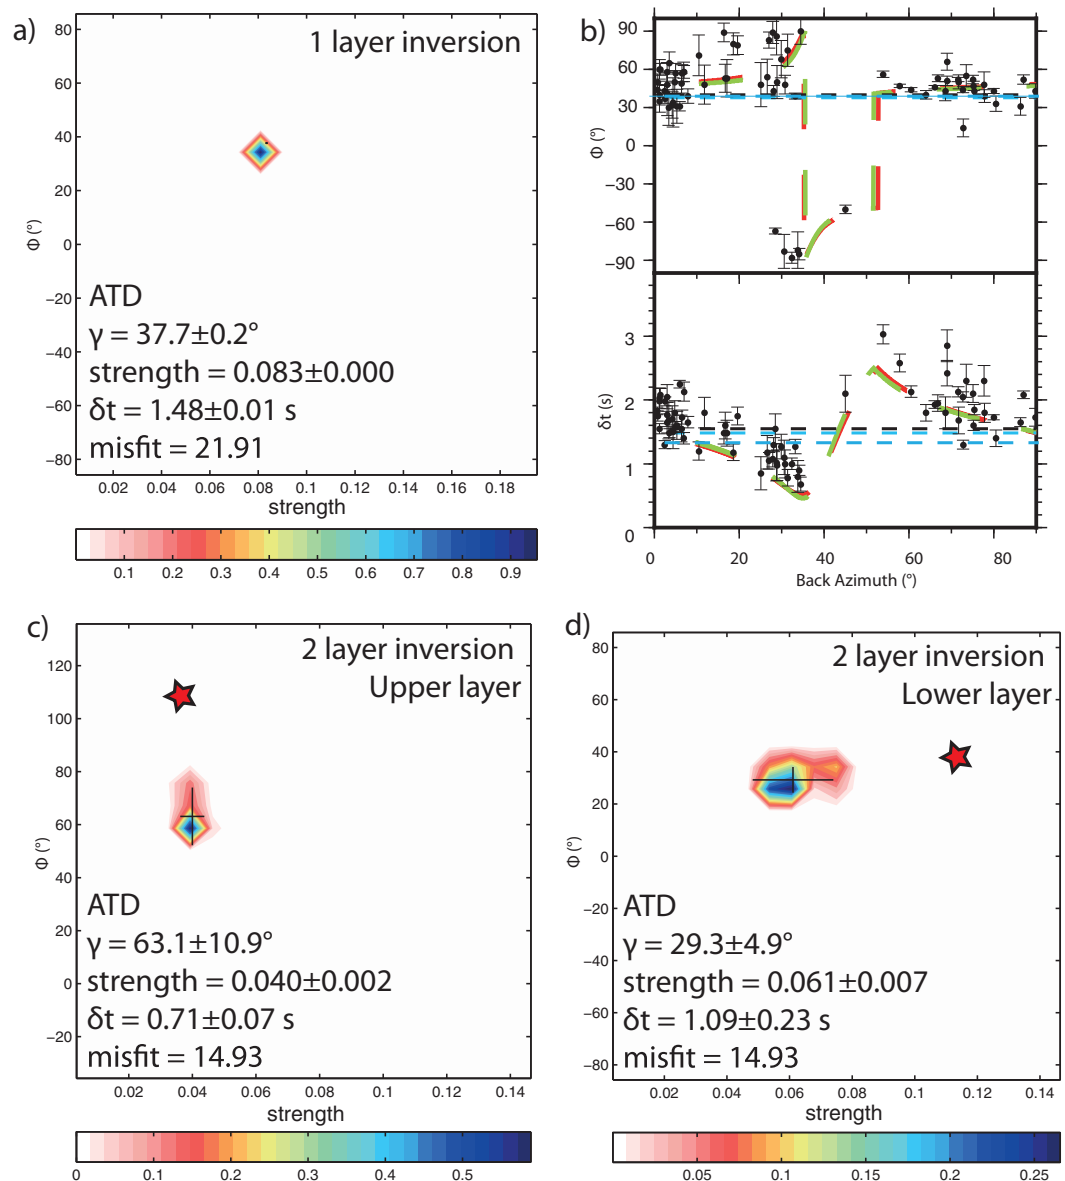 a)
1 layer inversion
80
60
40
20
0
−20
−40
−60
−80
Φ (°)
ATD
γ = 37.7±0.2°
strength = 0.083±0.000
δt = 1.48±0.01 s
misfit = 21.91
0.02 0.04 0.06 0.08 0.1 0.12 0.14 0.16 0.18
strength
0.1 0.2 0.3 0.4 0.5 0.6 0.7 0.8 0.9
b)
90
60
30
0
−30
−60
−90
Φ (°)
3
2
1
0
δt (s)
0 20 40 60 80
Back Azimuth (°)
c)
2 layer inversion
Upper layer
120
100
80
60
40
20
0
−20
Φ (°)
ATD
γ = 63.1±10.9°
strength = 0.040±0.002
δt = 0.71±0.07 s
misfit = 14.93
0.02 0.04 0.06 0.08 0.1 0.12 0.14
strength
0 0.1 0.2 0.3 0.4 0.5
d)
2 layer inversion
Lower layer
80
60
40
20
0
−20
−40
−60
−80
Φ (°)
ATD
γ = 29.3±4.9°
strength = 0.061±0.007
δt = 1.09±0.23 s
misfit = 14.93
0.02 0.04 0.06 0.08 0.1 0.12 0.14
strength
0.05 0.1 0.15 0.2 0.25